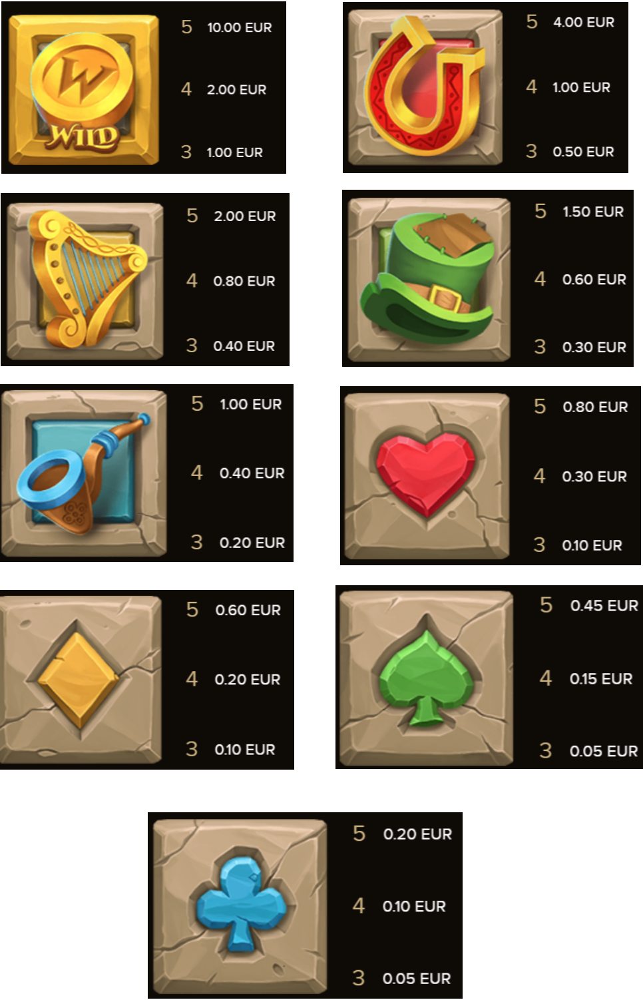 5 10.00 EUR
W
4 2.00 EUR
WILD
3 1.00 EUR
5 4.00 EUR
4 1.00 EUR
3 0.50 EUR
5 2.00 EUR
4 0.80 EUR
3 0.40 EUR
5 1.50 EUR
4 0.60 EUR
3 0.30 EUR
5 1.00 EUR
4 0.40 EUR
3 0.20 EUR
5 0.80 EUR
4 0.30 EUR
3 0.10 EUR
5 0.60 EUR
4 0.20 EUR
3 0.10 EUR
5 0.45 EUR
4 0.15 EUR
3 0.05 EUR
5 0.20 EUR
4 0.10 EUR
3 0.05 EUR